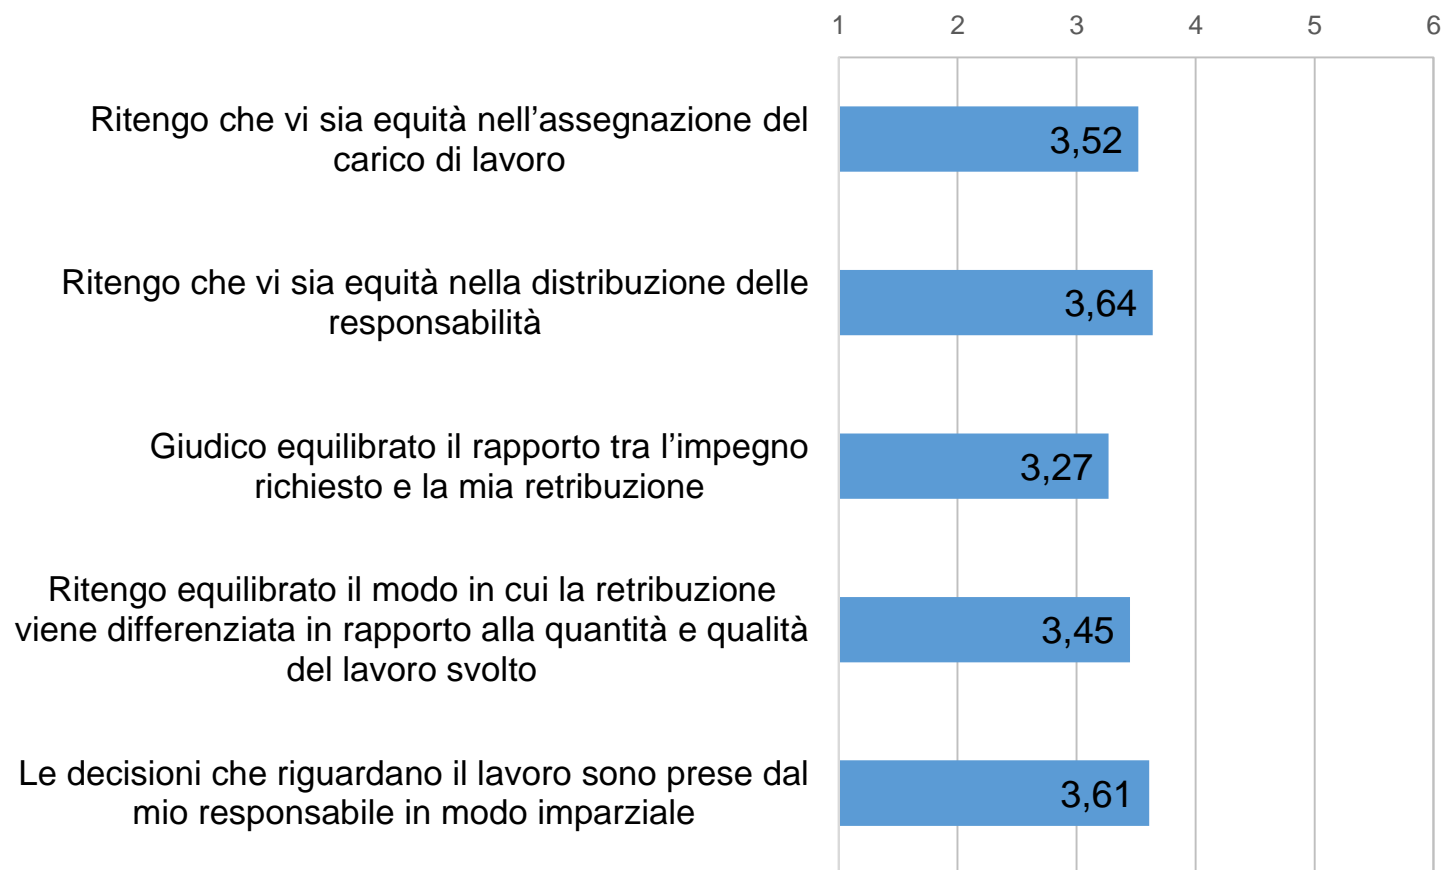 1 2 3 4 5 6
Ritengo che vi sia equità nell’assegnazione del
carico di lavoro
3,52
Ritengo che vi sia equità nella distribuzione delle
responsabilità
3,64
Giudico equilibrato il rapporto tra l’impegno
richiesto e la mia retribuzione
3,27
Ritengo equilibrato il modo in cui la retribuzione
viene differenziata in rapporto alla quantità e qualità
del lavoro svolto
3,45
Le decisioni che riguardano il lavoro sono prese dal
mio responsabile in modo imparziale
3,61